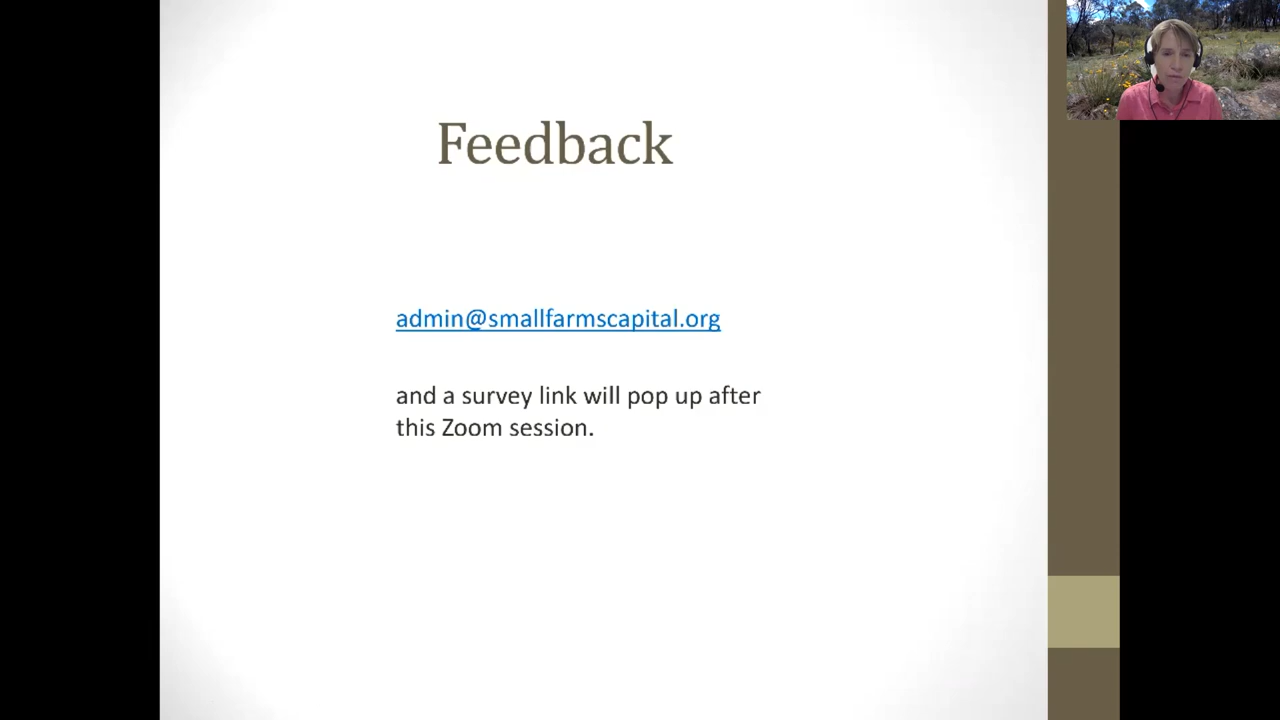 Feedback
admin@smallfarmscapital.org
and a survey link will pop up after
this Zoom session.